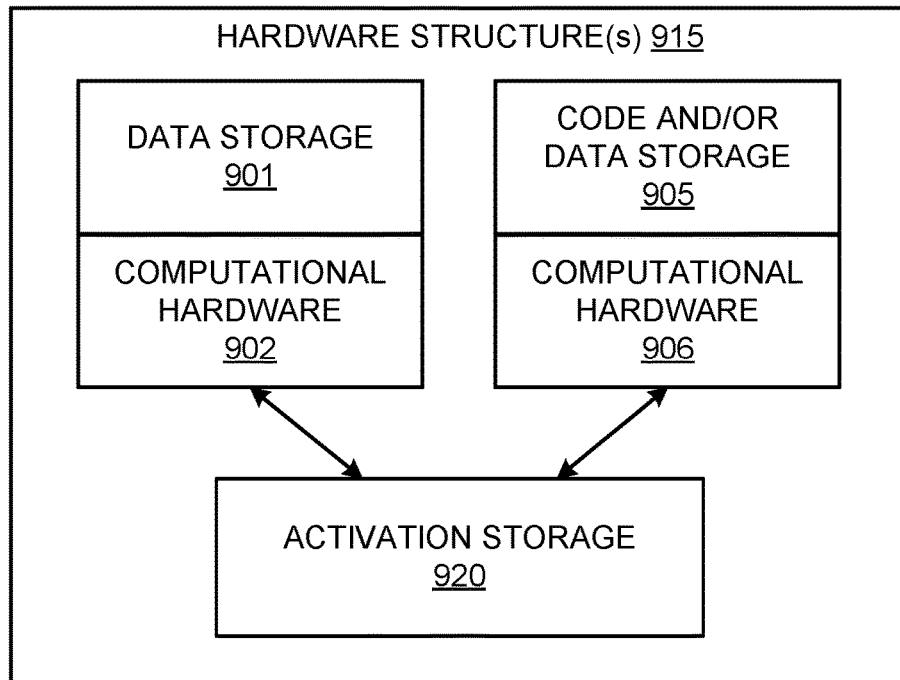 HARDWARE STRUCTURE(s) 915
DATA STORAGE
901
COMPUTATIONAL
HARDWARE
902
CODE AND/OR
DATA STORAGE
905
COMPUTATIONAL
HARDWARE
906
ACTIVATION STORAGE
920